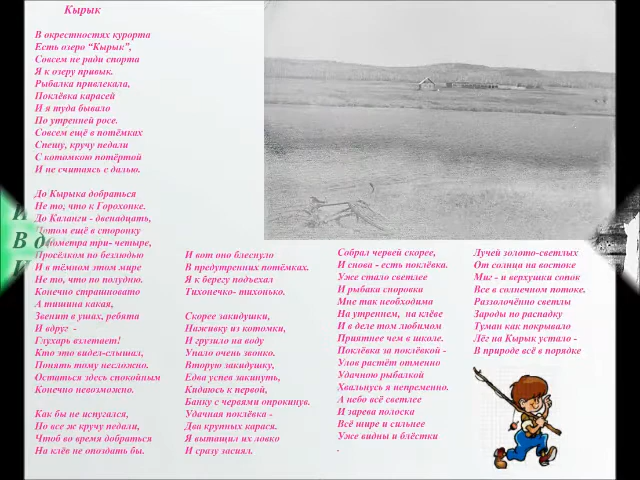 Кырык
В окрестностях курорта
Есть озеро “Кырык”,
Совсем не ради спорта
Я к озеру привык.
Рыбалка привлекала,
Поклёвка карасей
И я туда бывало
По утренней росе.
Совсем ещё в потёмках
Спешу, кручу педали
С котомкою потёртой
И не считаясь с далью.
До Кырыка добраться
Не то, что к Горохонке.
До Каланги - двенадцать,
Потом ещё в сторонку
Километра три- четыре,
Просёлком по безлюдью
И в тёмном этом мире
Не то, что по полудню.
Конечно страшновато
А тишина какая,
Звенит в ушах, ребята
И вдруг -
Глухарь взлетает!
Кто это видел-слышал,
Понять тому несложно.
Остаться здесь спокойным
Конечно невозможно.
Как бы не испугался,
Но все ж кручу педали,
Чтоб во время добраться
На клёв не опоздать бы.
И вот оно блеснуло
В предутренних потёмках.
Я к берегу подъехал
Тихонечко- тихонько.
Скорее закидушки,
Наживку из котомки,
И грузило на воду
Упало очень звонко.
Вторую закидушку,
Едва успев закинуть,
Кидаюсь к первой,
Банку с червями опрокинув.
Удачная поклёвка -
Два крупных карася.
Я вытащил их ловко
И сразу засиял.
Собрал червей скорее,
И снова - есть поклёвка.
Уже стало светлее
И рыбака сноровки
Мне так необходима
На утреннем, на клёве
И в деле том любимом
Приятнее чем в школе.
Поклёвка за поклёвкой -
Улов растёт отменно
Удачною рыбалкой
Хвалынусь я непременно.
А небо всё светлее
И зарева полоска
Всё шире и сильнее
Уже видны и блёстки
.
Лучей золото-светлых
От солнца на востоке
Миг - и верхушки сопок
Все в солнечном потоке.
Раззолочённо светлы
Зароды по распадку
Туман как покрывало
Лёг на Кырык устало -
В природе всё в порядке